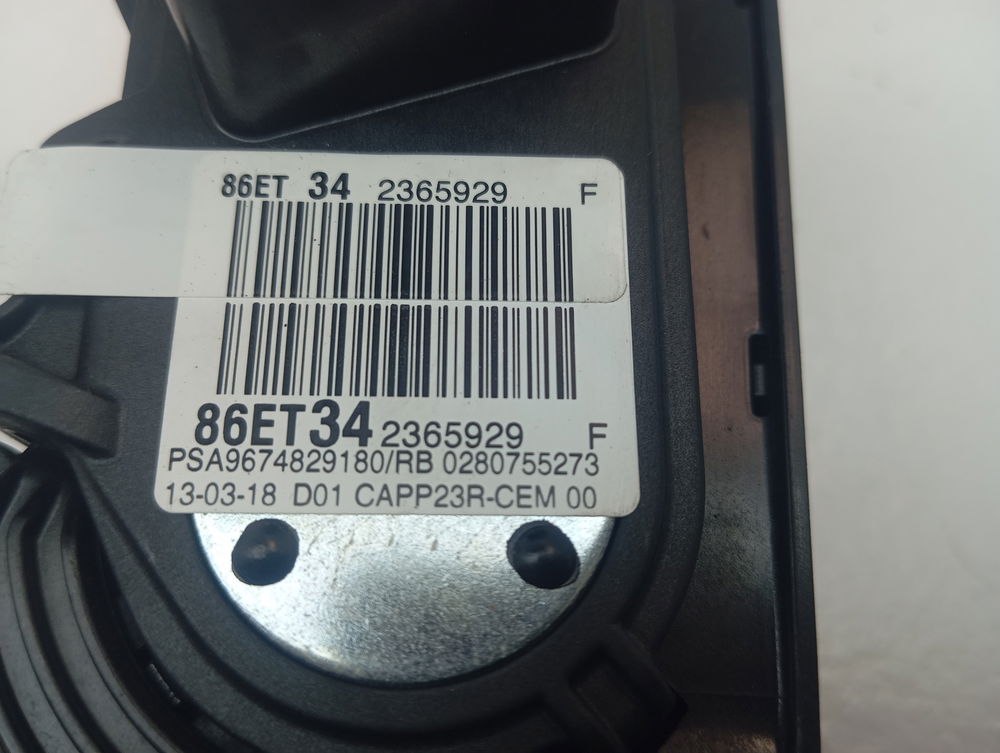 86ET 34 2365929 F
86ET34 2365929 F
PSA9674829180/RB 0280755273
13-03-18 D01 CAPP23R-CEM 00